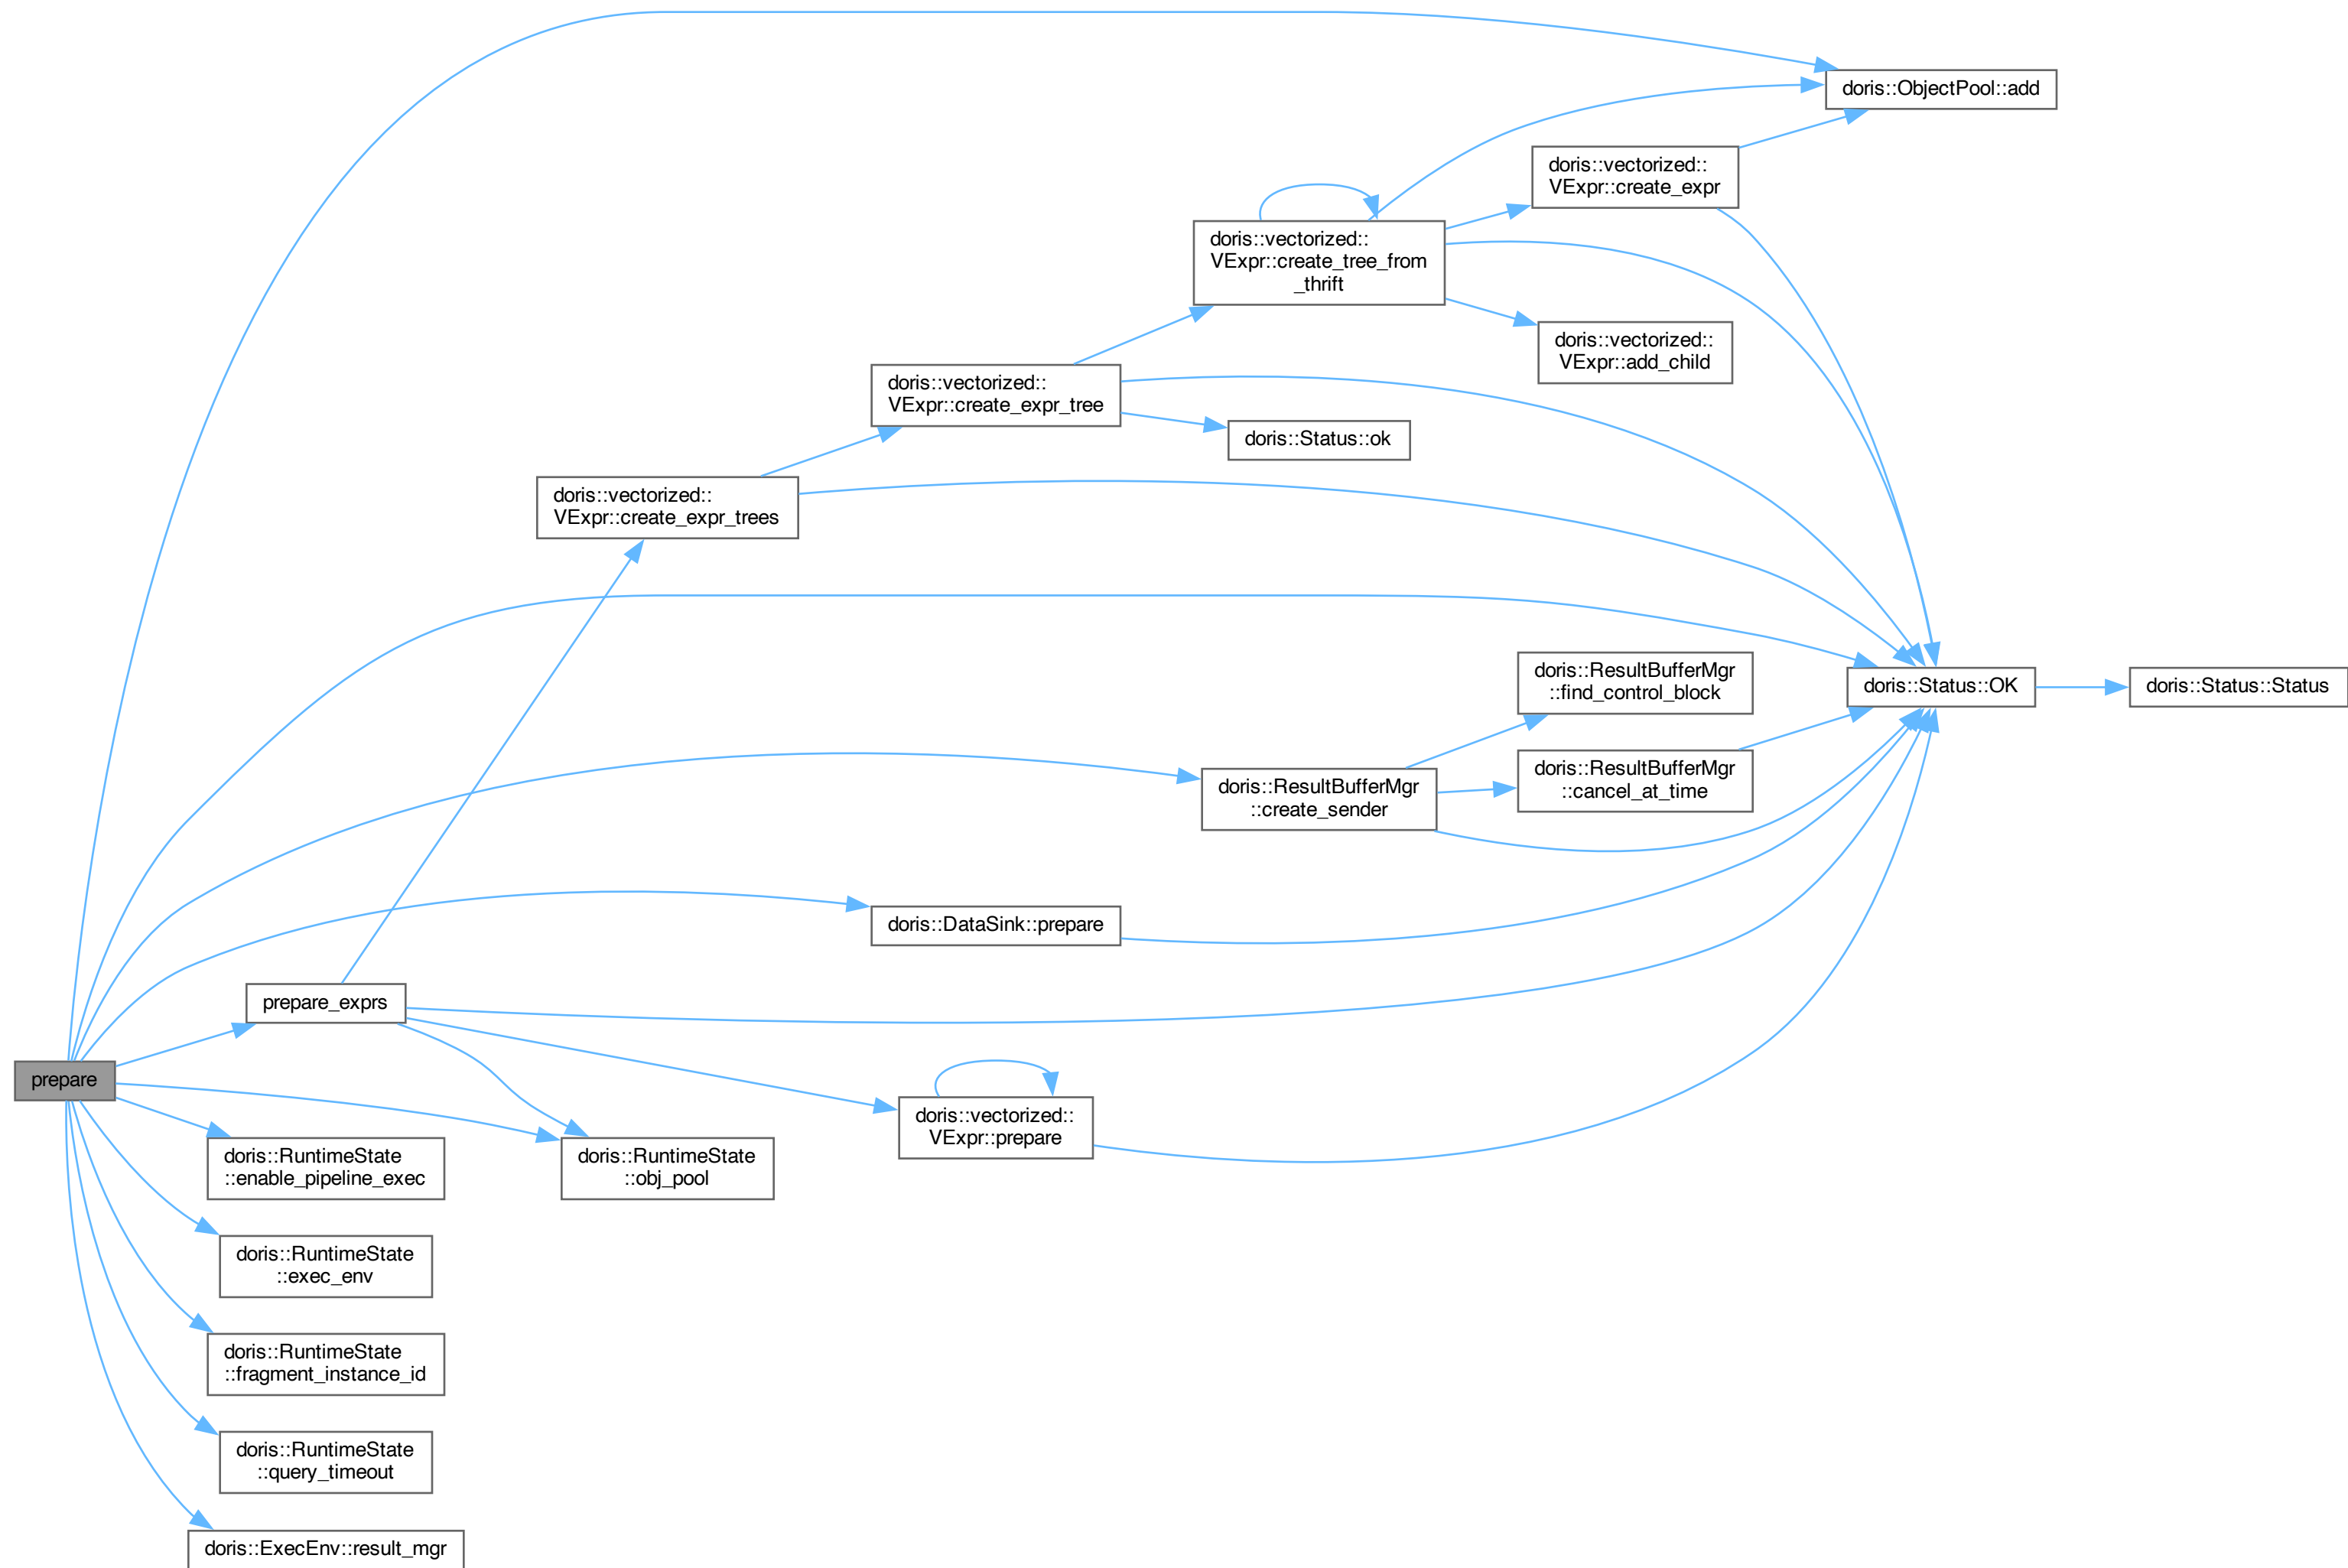 doris::ObjectPool::add
doris::vectorized::
VExpr::create_expr
doris::vectorized::
VExpr::create_tree_from
_thrift
doris::vectorized::
VExpr::add_child
doris::vectorized::
VExpr::create_expr_tree
doris::Status::ok
doris::vectorized::
VExpr::create_expr_trees
doris::ResultBufferMgr
::find_control_block
doris::Status::OK
doris::Status::Status
doris::ResultBufferMgr
::cancel_at_time
doris::ResultBufferMgr
::create_sender
doris::DataSink::prepare
prepare_exprs
prepare
doris::vectorized::
VExpr::prepare
doris::RuntimeState
::enable_pipeline_exec
doris::RuntimeState
::obj_pool
doris::RuntimeState
::exec_env
doris::RuntimeState
::fragment_instance_id
doris::RuntimeState
::query_timeout
doris::ExecEnv::result_mgr